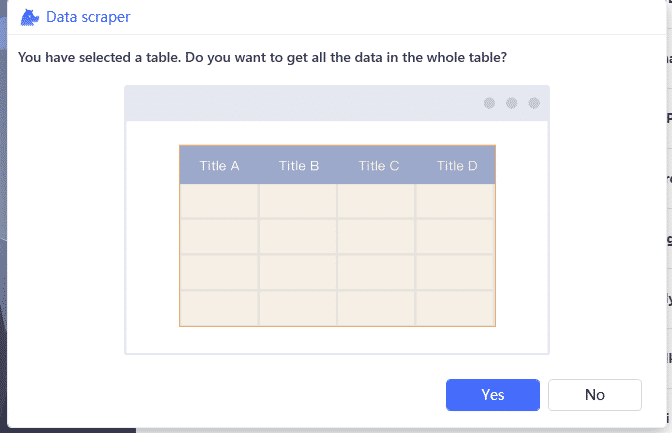 Data scraper
You have selected a table. Do you want to get all the data in the whole table?
Title A Title B Title C Title D
Yes No